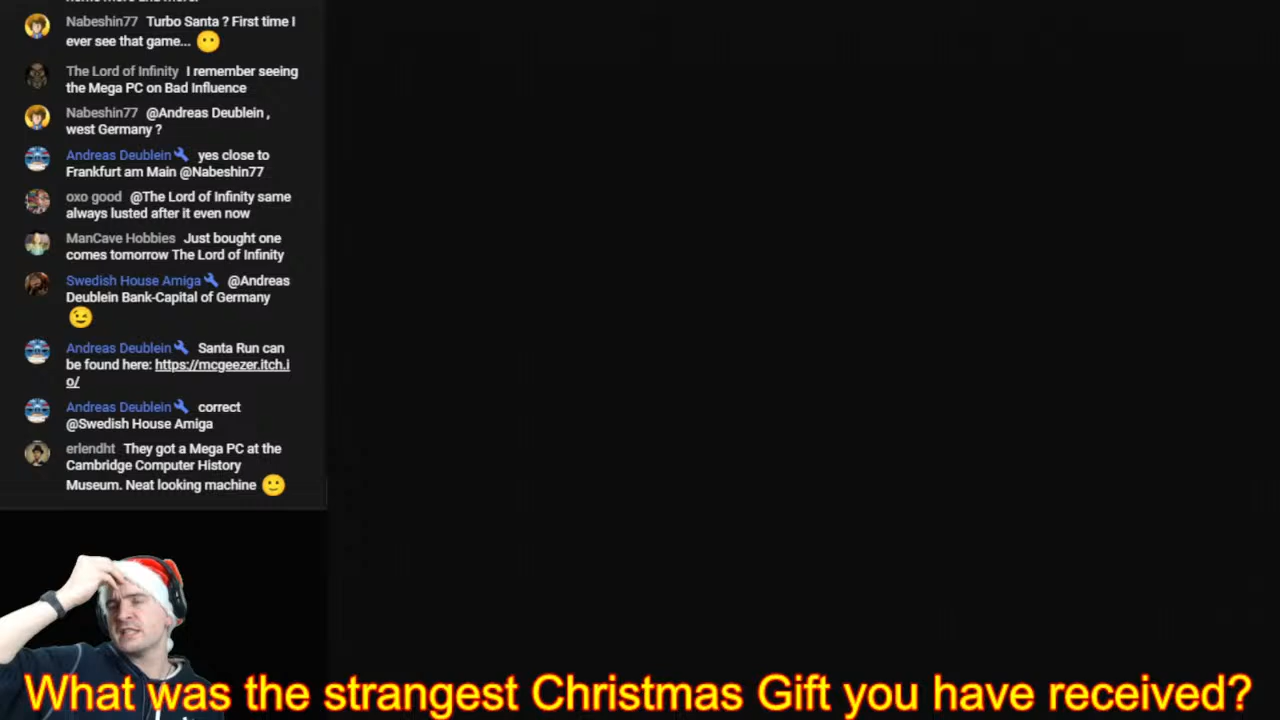 Nabeshin77 Turbo Santa ? First time I
ever see that game...
The Lord of Infinity I remember seeing
the Mega PC on Bad Influence
Nabeshin77 @Andreas Deublein ,
west Germany ?
Andreas Deublein yes close to
Frankfurt am Main @Nabeshin77
oxo good @The Lord of Infinity same
always lusted after it even now
ManCave Hobbies Just bought one
comes tomorrow The Lord of Infinity
Swedish House Amiga @Andreas
Deublein Bank-Capital of Germany
Andreas Deublein Santa Run can
be found here: https://mcgeezer.itch.i
o/
Andreas Deublein correct
@Swedish House Amiga
erlendht They got a Mega PC at the
Cambridge Computer History
Museum. Neat looking machine
What was the strangest Christmas Gift you have received?